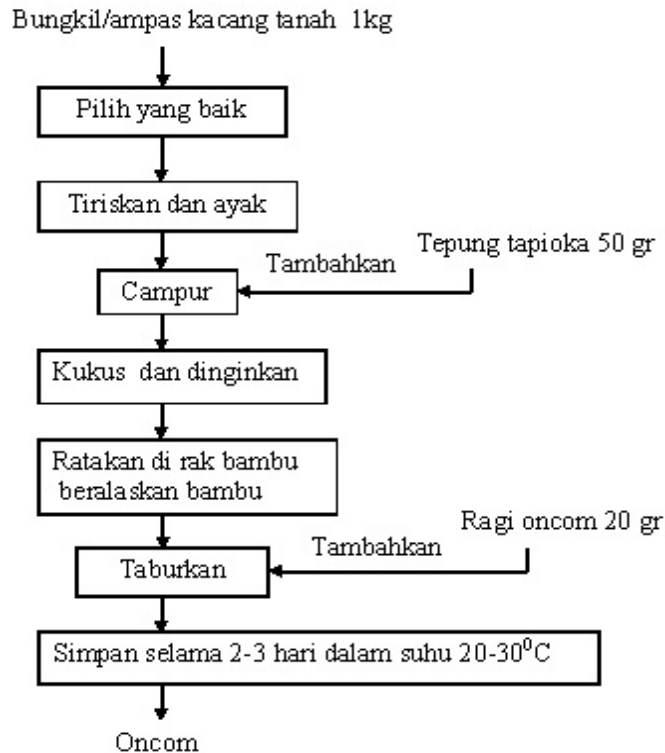 Bungkil/ampas kacang tanah 1kg
Pilih yang baik
Tiriskan dan ayak
Tepung tapioka 50 gr
Tambahkan
Campur
Kukus dan dinginkan
Ratakan di rak bambu
beralaskan bambu
Ragi oncom 20 gr
Tambahkan
Taburkan
Simpan selama 2-3 hari dalam suhu 20-30⁰C
Oncom